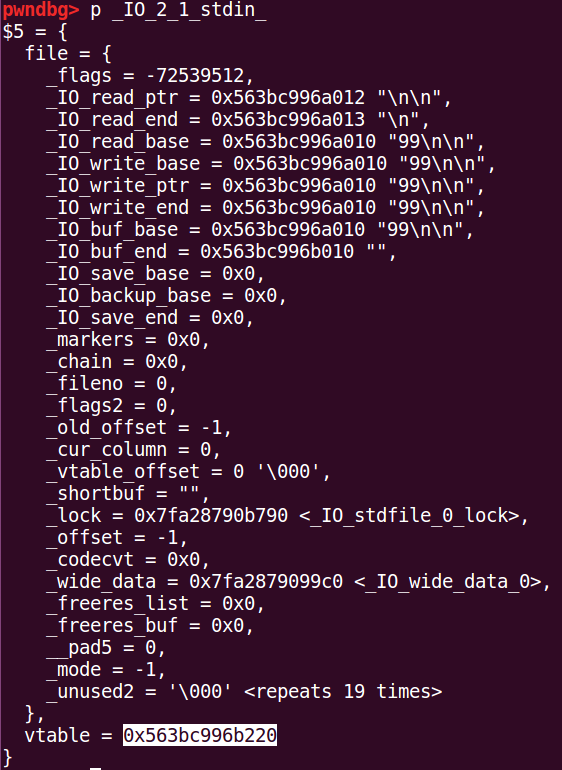 pwndbg> p _IO_2_1_stdin_
$5 = {
  file = {
    _flags = -72539512,
    _IO_read_ptr = 0x563bc996a012 "\n\n",
    _IO_read_end = 0x563bc996a013 "\n",
    _IO_read_base = 0x563bc996a010 "99\n\n",
    _IO_write_base = 0x563bc996a010 "99\n\n",
    _IO_write_ptr = 0x563bc996a010 "99\n\n",
    _IO_write_end = 0x563bc996a010 "99\n\n",
    _IO_buf_base = 0x563bc996a010 "99\n\n",
    _IO_buf_end = 0x563bc996b010 "",
    _IO_save_base = 0x0,
    _IO_backup_base = 0x0,
    _IO_save_end = 0x0,
    _markers = 0x0,
    _chain = 0x0,
    _fileno = 0,
    _flags2 = 0,
    _old_offset = -1,
    _cur_column = 0,
    _vtable_offset = 0 '\000',
    _shortbuf = "",
    _lock = 0x7fa28790b790 <_IO_stdfile_0_lock>,
    _offset = -1,
    _codecvt = 0x0,
    _wide_data = 0x7fa2879099c0 <_IO_wide_data_0>,
    _freeres_list = 0x0,
    _freeres_buf = 0x0,
    __pad5 = 0,
    _mode = -1,
    _unused2 = '\000' <repeats 19 times>
  },
  vtable = 0x563bc996b220
}